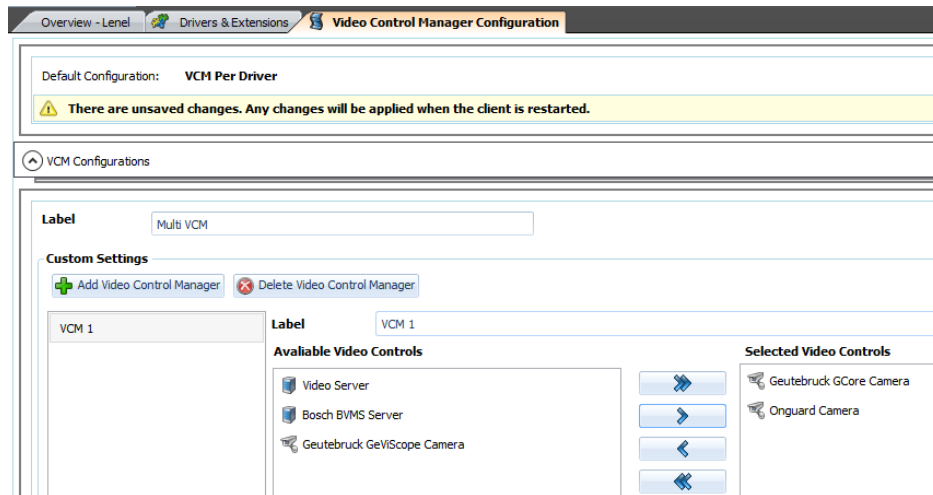 Overview - Lenel Drivers & Extensions Video Control Manager Configuration
Default Configuration: VCM Per Driver
There are unsaved changes. Any changes will be applied when the client is restarted.
VCM Configurations
Label Multi VCM
Custom Settings
Add Video Control Manager Delete Video Control Manager
VCM 1 Label VCM 1
Avaliable Video Controls Selected Video Controls
Video Server Geutebruck GCore Camera
Bosch BVMS Server Onguard Camera
Geutebruck GeViScope Camera